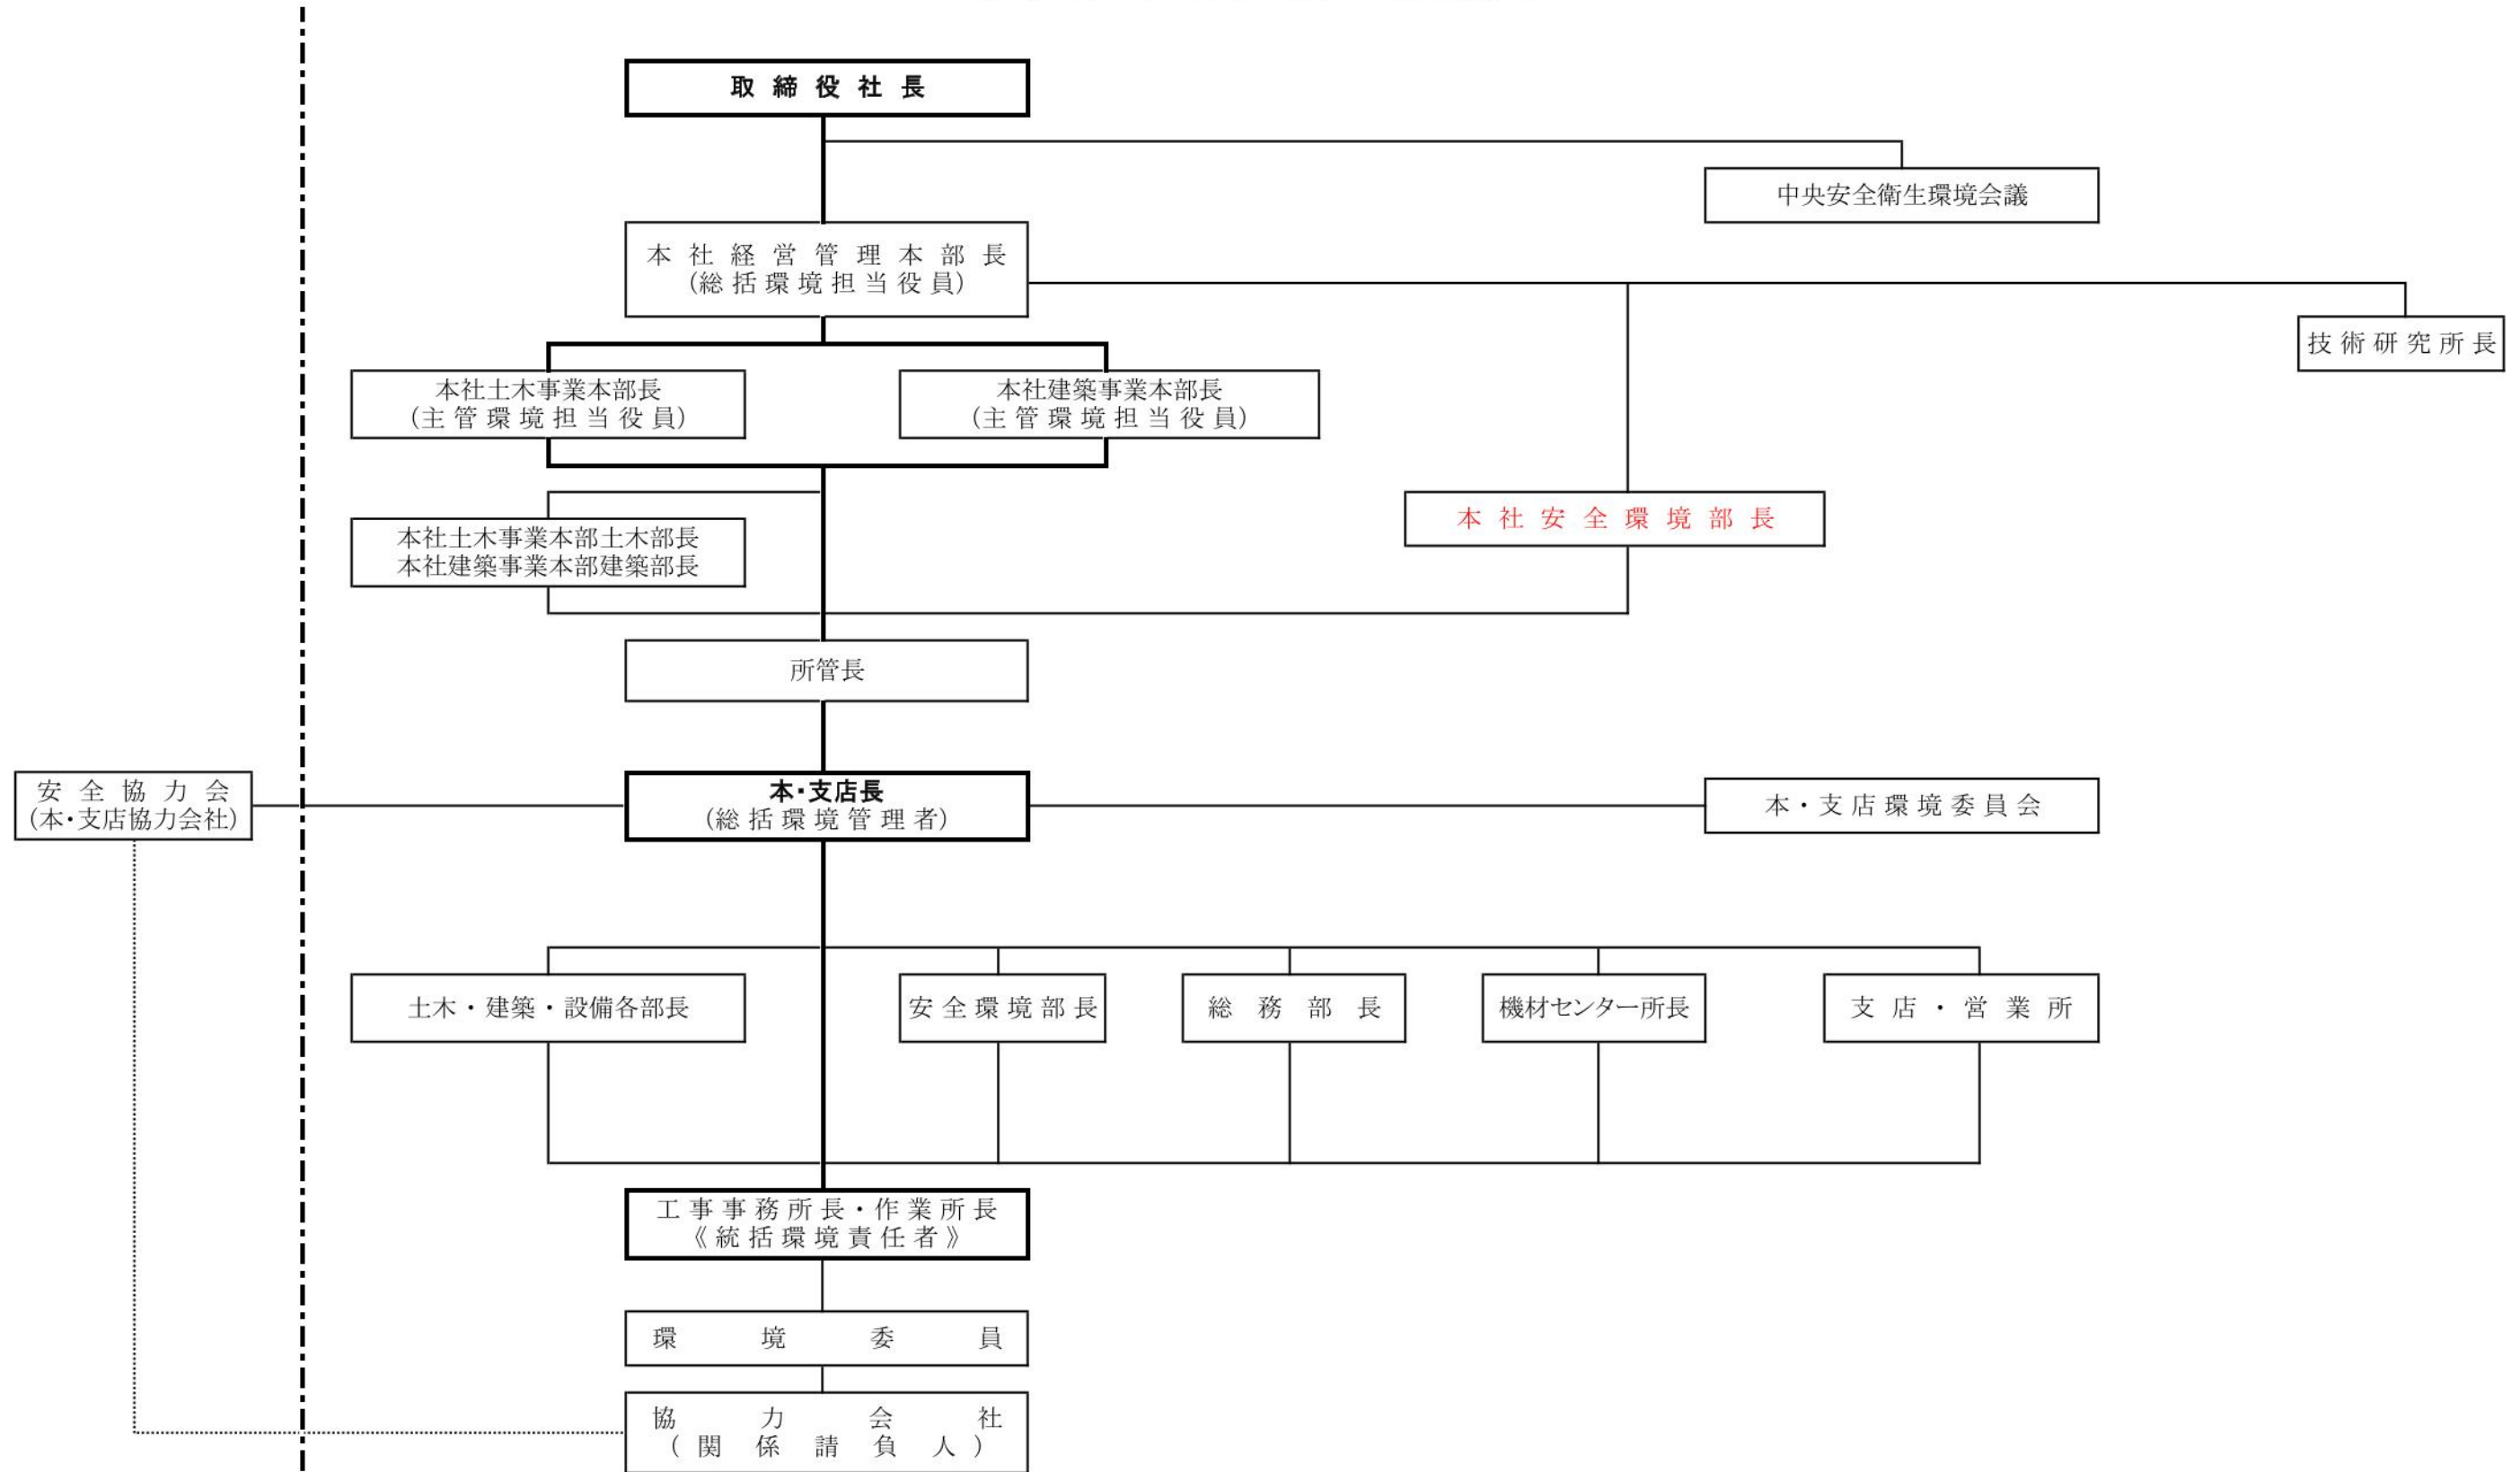 取締役社長
中央安全衛生環境会議
本社経営管理本部長
(総括環境担当役員)
技術研究所長
本社土木事業本部長
(主管環境担当役員)
本社建築事業本部長
(主管環境担当役員)
本社土木事業本部土木部長
本社建築事業本部建築部長
本社安全環境部長
所管長
安全協力会
(本・支店協力会社)
本・支店長
(総括環境管理者)
本・支店環境委員会
土木・建築・設備各部長
安全環境部長
総務部長
機材センター所長
支店・営業所
工事事務所長・作業所長
《統括環境責任者》
環境委員
協力会社
(関係請負人)